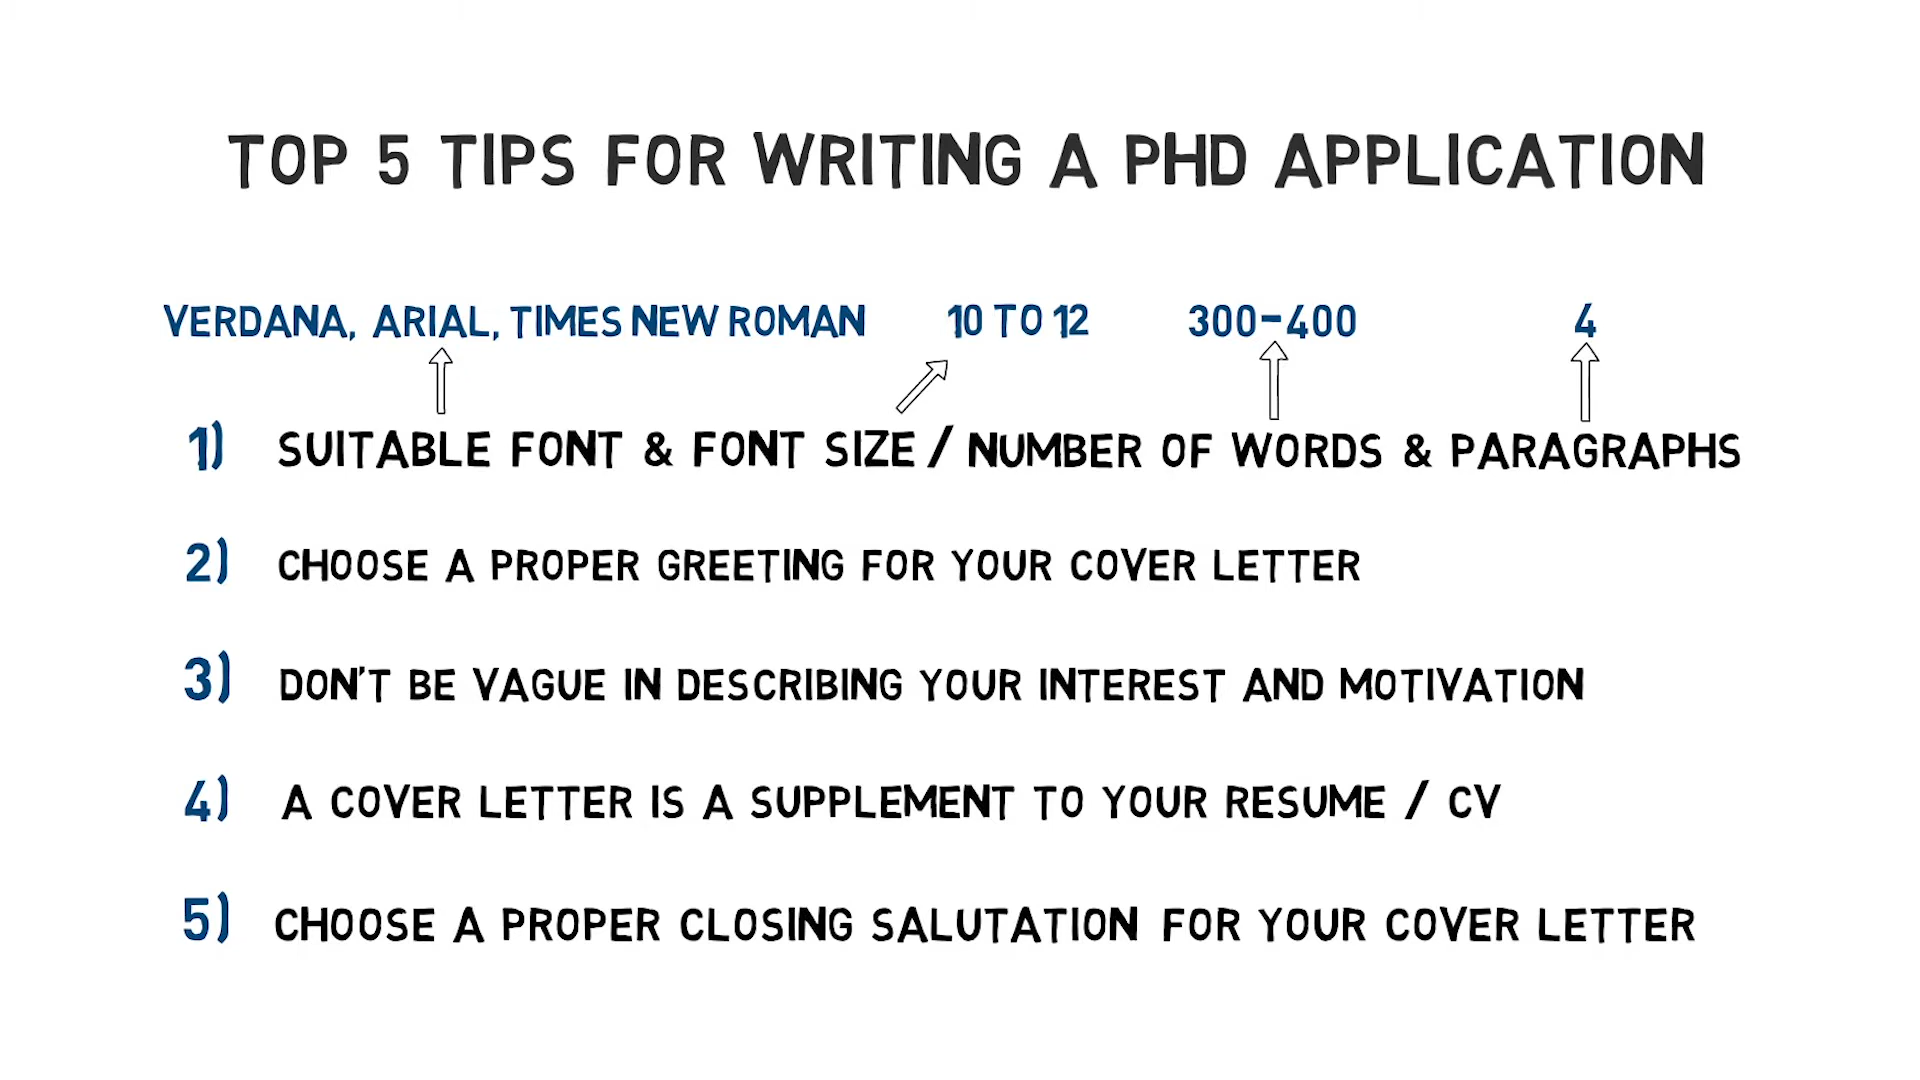 TOP 5 TIPS FOR WRITING A PHD APPLICATION
VERDANA, ARIAL, TIMES NEW ROMAN 10 TO 12 300-400 4
1) SUITABLE FONT & FONT SIZE / NUMBER OF WORDS & PARAGRAPHS
2) CHOOSE A PROPER GREETING FOR YOUR COVER LETTER
3) DON'T BE VAGUE IN DESCRIBING YOUR INTEREST AND MOTIVATION
4) A COVER LETTER IS A SUPPLEMENT TO YOUR RESUME / CV
5) CHOOSE A PROPER CLOSING SALUTATION FOR YOUR COVER LETTER